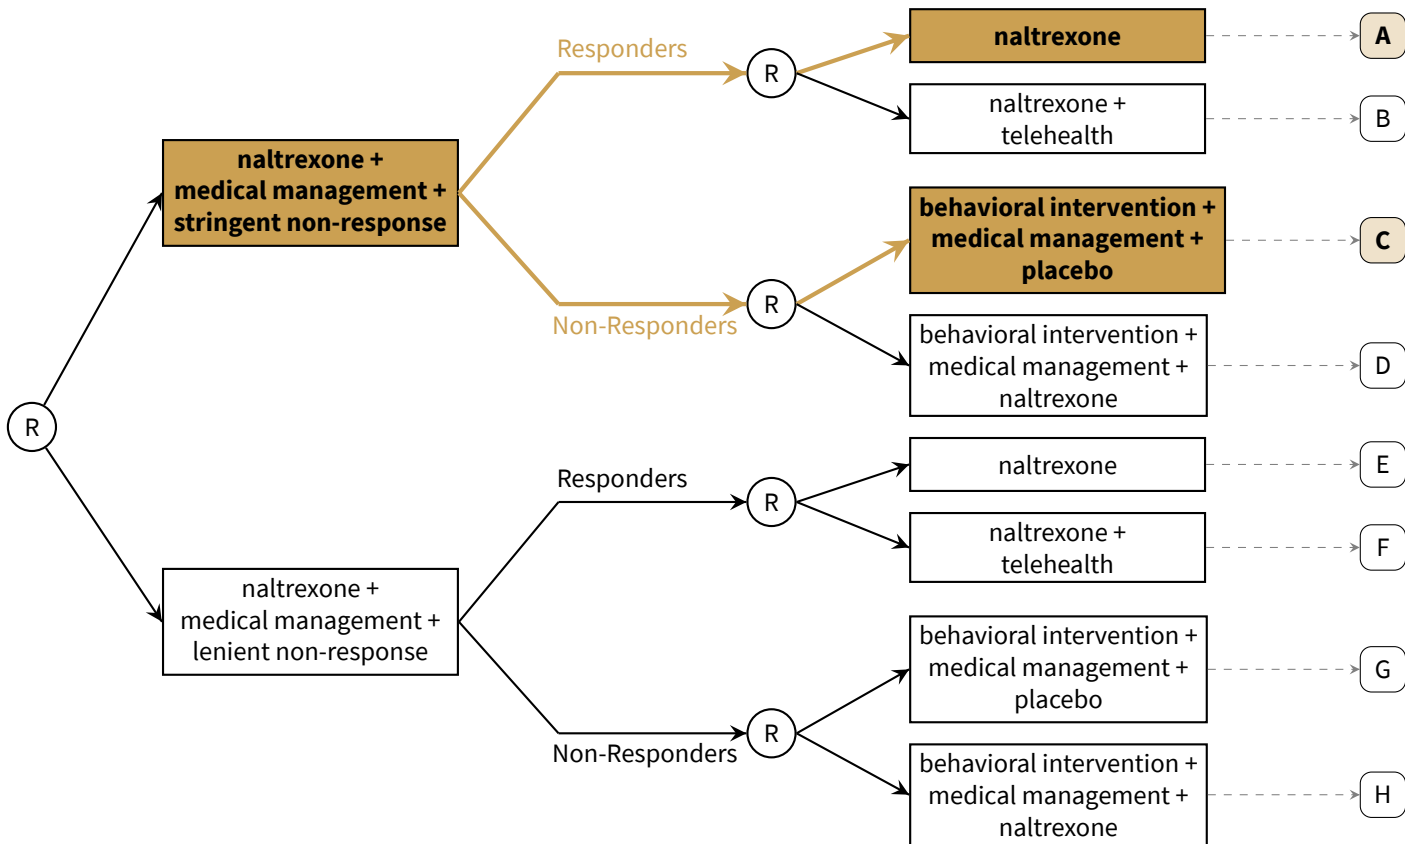 R
naltrexone +
medical management +
stringent non-response
Responders
R
naltrexone
A
naltrexone +
telehealth
B
Non-Responders
R
behavioral intervention +
medical management +
placebo
C
behavioral intervention +
medical management +
naltrexone
D
naltrexone +
medical management +
lenient non-response
Responders
R
naltrexone
E
naltrexone +
telehealth
F
Non-Responders
R
behavioral intervention +
medical management +
placebo
G
behavioral intervention +
medical management +
naltrexone
H